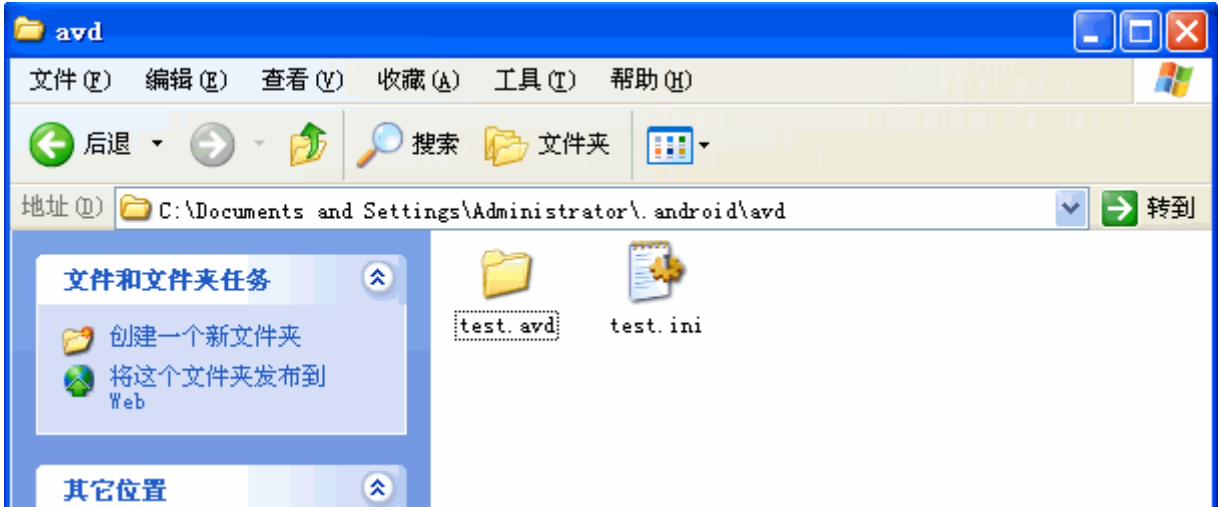 avd
文件(F) 编辑(E) 查看(V) 收藏(A) 工具(T) 帮助(H)
后退 搜索 文件夹
地址(D) C:\Documents and Settings\Administrator\.android\avd 转到
文件和文件夹任务
创建一个新文件夹
将这个文件夹发布到
Web
其它位置
test.avd test.ini